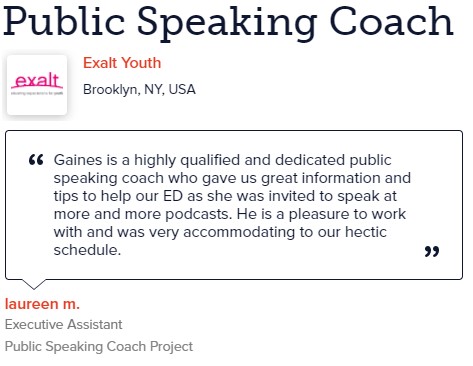 Public Speaking Coach
exalt
Exalt Youth
Brooklyn, NY, USA
“ Gaines is a highly qualified and dedicated public
speaking coach who gave us great information and
tips to help our ED as she was invited to speak at
more and more podcasts. He is a pleasure to work
with and was very accommodating to our hectic
schedule. ”
laureen m.
Executive Assistant
Public Speaking Coach Project